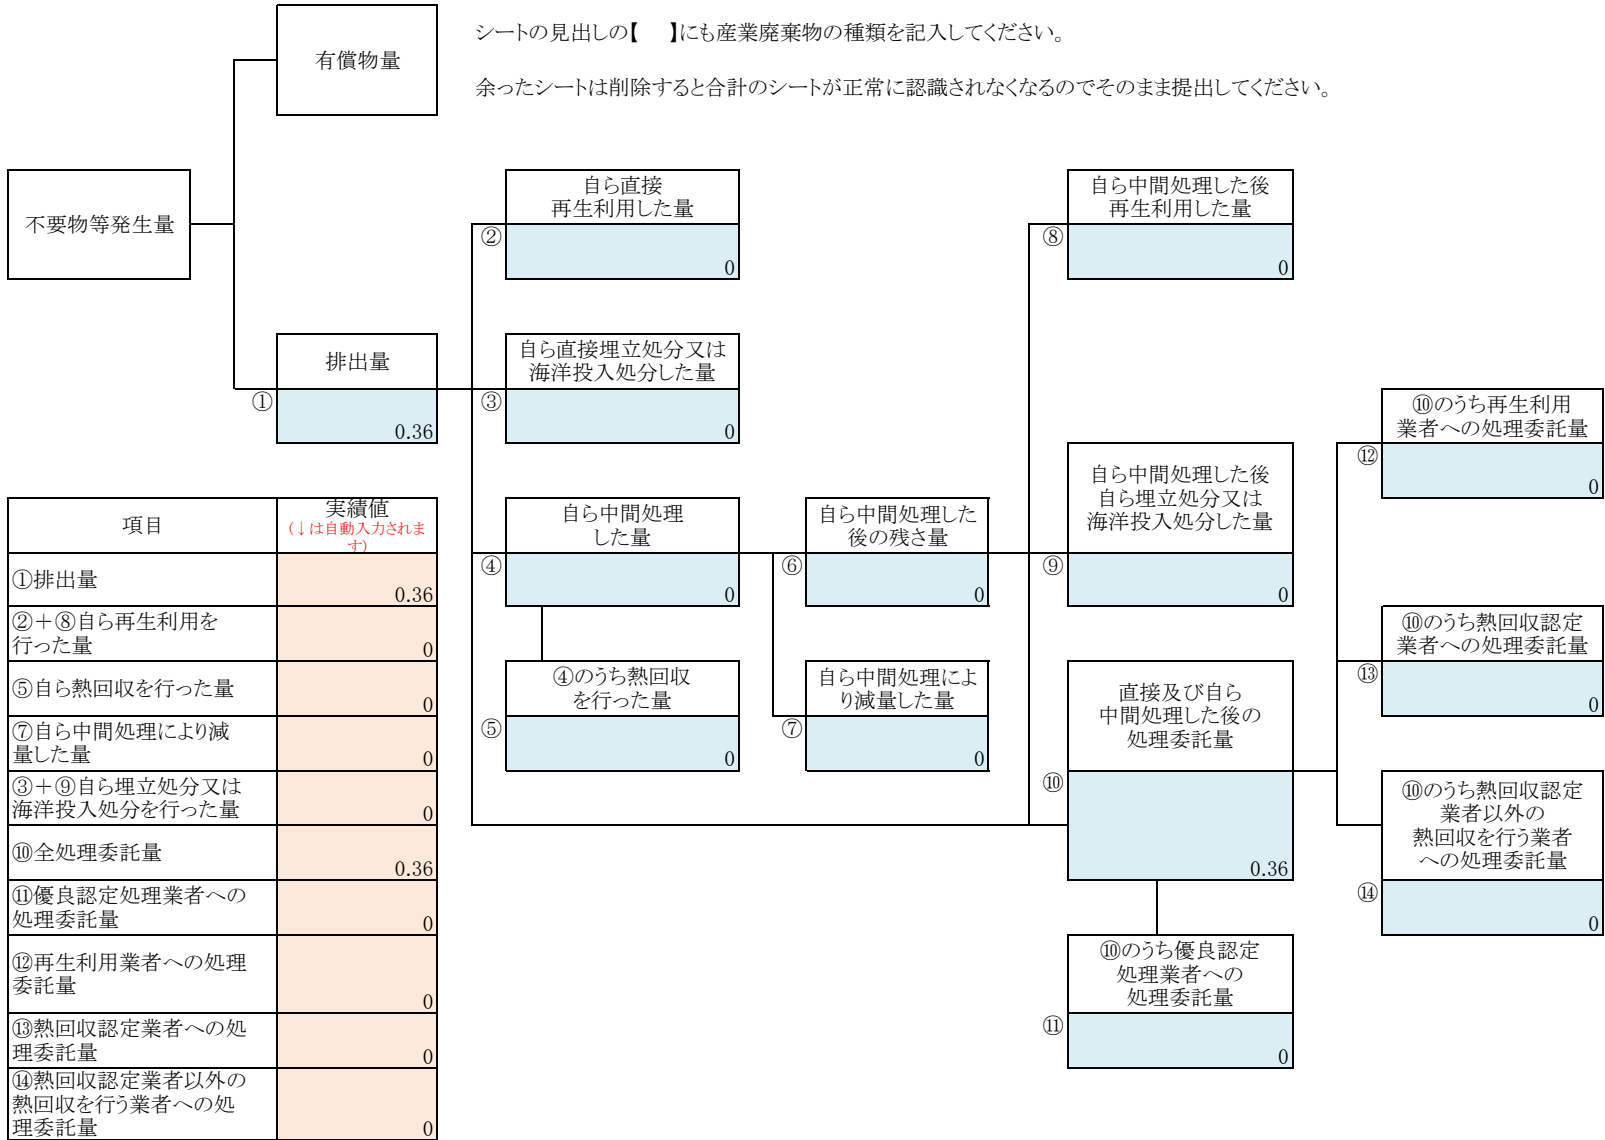 シートの見出しの【　】にも産業廃棄物の種類を記入してください。
余ったシートは削除すると合計のシートが正常に認識されなくなるのでそのまま提出してください。
有償物量
不要物等発生量
排出量
①
0.36
自ら直接
再生利用した量
②
0
自ら直接埋立処分又は
海洋投入処分した量
③
0
自ら中間処理
した量
④
0
④のうち熱回収
を行った量
⑤
0
自ら中間処理した
後の残さ量
⑥
0
自ら中間処理によ
り減量した量
⑦
0
自ら中間処理した後
再生利用した量
⑧
0
自ら中間処理した後
自ら埋立処分又は
海洋投入処分した量
⑨
0
直接及び自ら
中間処理した後の
処理委託量
⑩
0.36
⑩のうち優良認定
処理業者への
処理委託量
⑪
0
⑩のうち再生利用
業者への処理委託量
⑫
0
⑩のうち熱回収認定
業者への処理委託量
⑬
0
⑩のうち熱回収認定
業者以外の
熱回収を行う業者
への処理委託量
⑭
0
項目
実績値
(↓は自動入力されま
す)
①排出量
0.36
②＋⑧自ら再生利用を
行った量
0
⑤自ら熱回収を行った量
0
⑦自ら中間処理により減
量した量
0
③＋⑨自ら埋立処分又は
海洋投入処分を行った量
0
⑩全処理委託量
0.36
⑪優良認定処理業者への
処理委託量
0
⑫再生利用業者への処理
委託量
0
⑬熱回収認定業者への処
理委託量
0
⑭熱回収認定業者以外の
熱回収を行う業者への処
理委託量
0